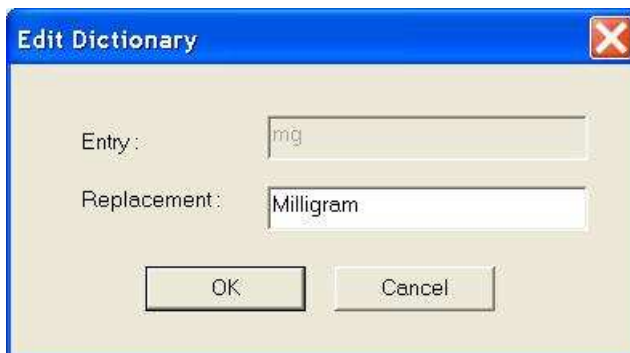 Edit Dictionary
Entry : mg
Replacement : Milligram
OK Cancel